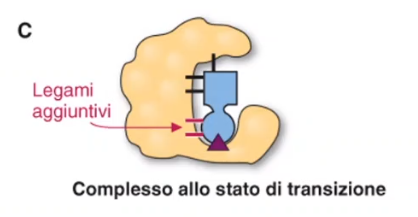 C
Legami
aggiuntivi
Complesso allo stato di transizione